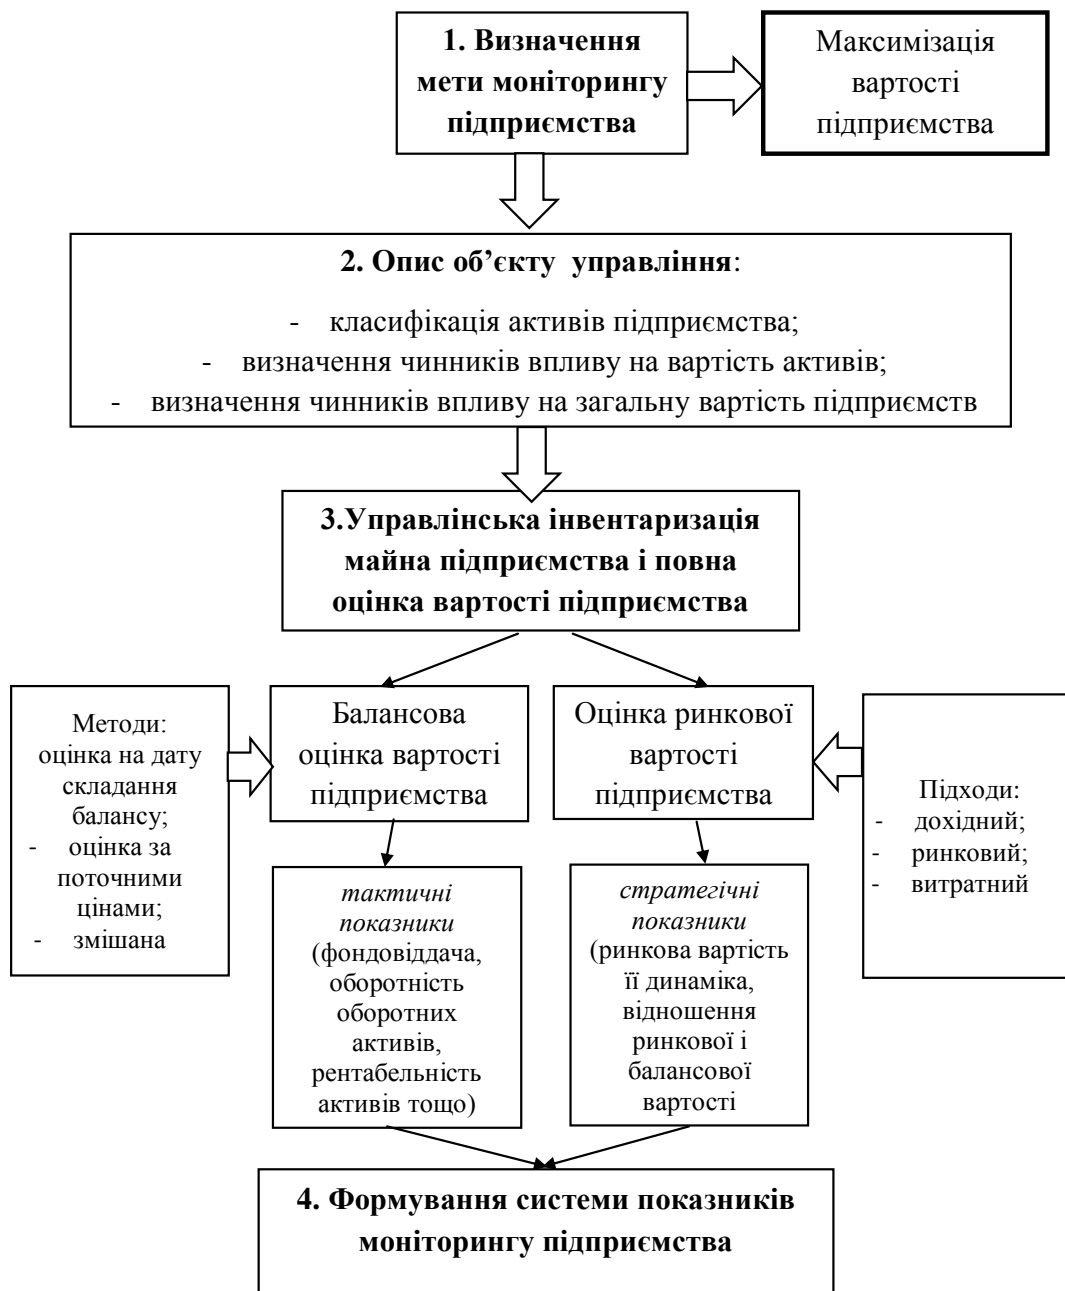 1. Визначення
мети моніторингу
підприємства
Максимізація
вартості
підприємства
2. Опис об’єкту управління:
- класифікація активів підприємства;
- визначення чинників впливу на вартість активів;
- визначення чинників впливу на загальну вартість підприємств
3.Управлінська інвентаризація
майна підприємства і повна
оцінка вартості підприємства
Методи:
оцінка на дату
складання
балансу;
- оцінка за
поточними
цінами;
- змішана
Балансова
оцінка вартості
підприємства
Оцінка ринкової
вартості
підприємства
Підходи:
- дохідний;
- ринковий;
- витратний
тактичні
показники
(фондовіддача,
оборотність
оборотних
активів,
рентабельність
активів тощо)
стратегічні
показники
(ринкова вартість
її динаміка,
відношення
ринкової і
балансової
вартості
4. Формування системи показників
моніторингу підприємства